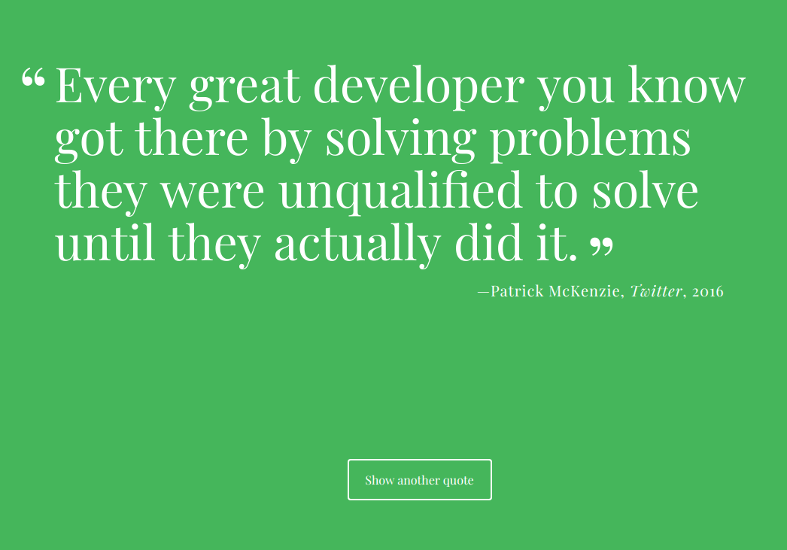 “Every great developer you know
got there by solving problems
they were unqualified to solve
until they actually did it.”
—Patrick McKenzie, Twitter, 2016
Show another quote